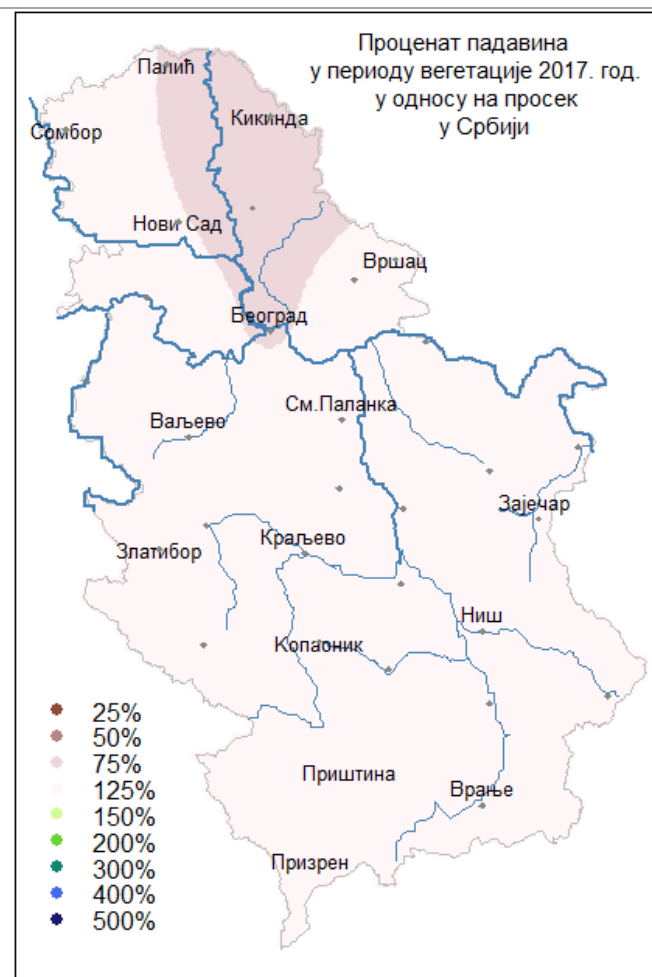 Проценат падавина
у периоду вегетације 2017. год.
у односу на просек
у Србији
Палић
Кикинда
Сомбор
Нови Сад
Вршац
Београд
См.Паланка
Ваљево
Зајечар
Краљево
Златибор
Ниш
Копаоник
Приштина
Врање
Призрен
25%
50%
75%
125%
150%
200%
300%
400%
500%